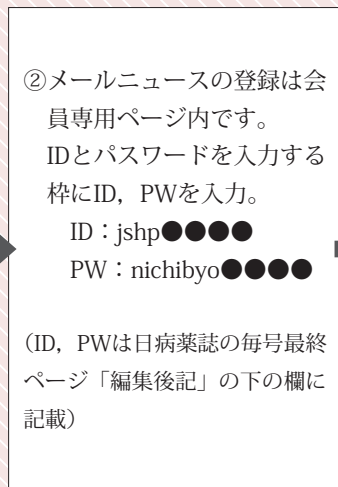 ②メールニュースの登録は会
員専用ページ内です。
IDとパスワードを入力する
枠にID，PWを入力。
ID：jshp●●●●
PW：nichibyo●●●●
（ID，PWは日病薬誌の毎号最終
ページ「編集後記」の下の欄に
記載）